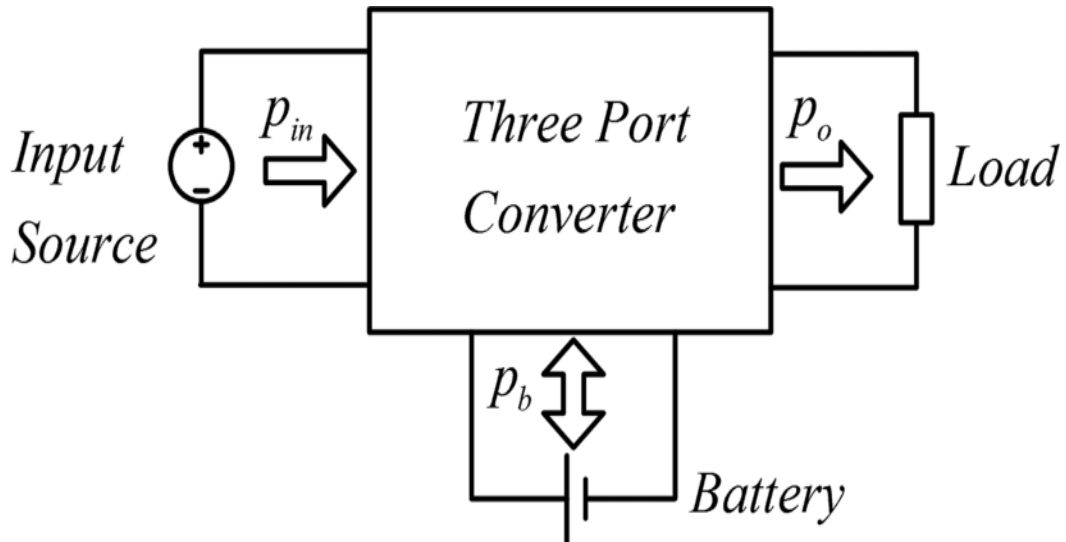 Input
Source
p_in
Three Port
Converter
p_o
Load
p_b
Battery